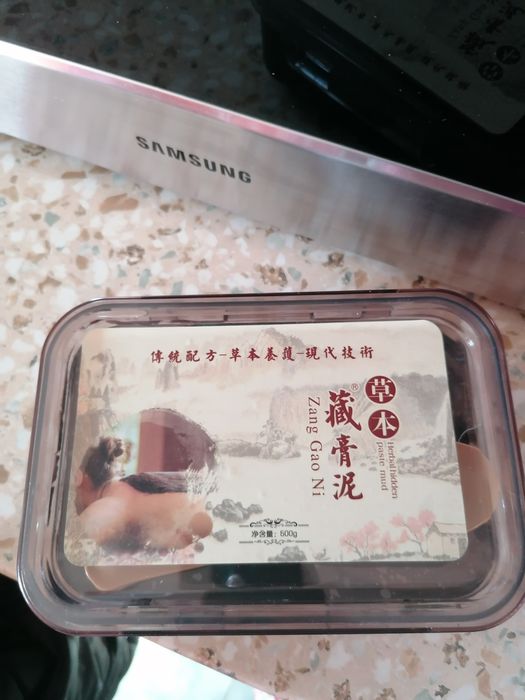 SAMSUNG
傳統配方-草本養護-現代技術
草本
Herbal hidden
paste mud
藏膏泥®
Zang Gao Ni
净含量：500g